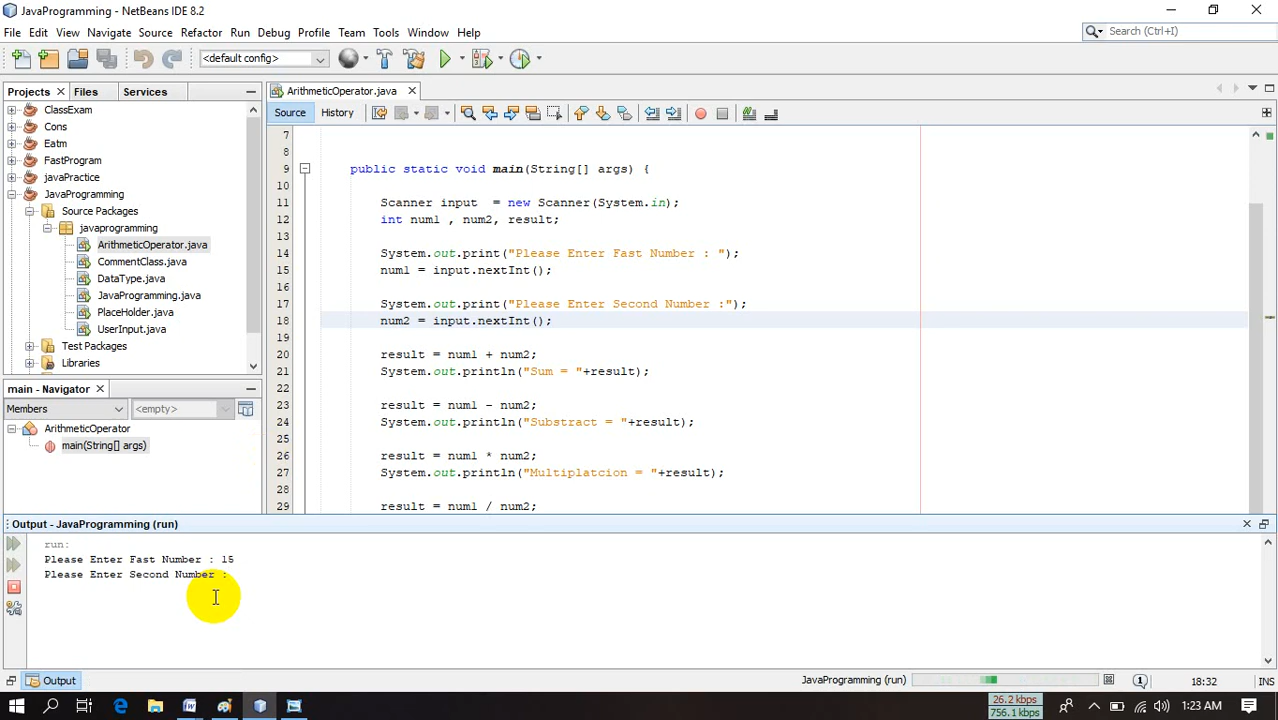 JavaProgramming - NetBeans IDE 8.2
File Edit View Navigate Source Refactor Run Debug Profile Team Tools Window Help
Search (Ctrl+I)
<default config>
Projects Files Services
ArithmeticOperator.java
Source History
ClassExam
Cons
Eatm
FastProgram
javaPractice
JavaProgramming
Source Packages
javaprogramming
ArithmeticOperator.java
CommentClass.java
DataType.java
JavaProgramming.java
PlaceHolder.java
UserInput.java
Test Packages
Libraries
main - Navigator
Members <empty>
ArithmeticOperator
main(String[] args)
7
8
9 public static void main(String[] args) {
10
11 Scanner input  = new Scanner(System.in);
12 int num1 , num2, result;
13
14 System.out.print("Please Enter Fast Number : ");
15 num1 = input.nextInt();
16
17 System.out.print("Please Enter Second Number :");
18 num2 = input.nextInt();
19
20 result = num1 + num2;
21 System.out.println("Sum = "+result);
22
23 result = num1 - num2;
24 System.out.println("Substract = "+result);
25
26 result = num1 * num2;
27 System.out.println("Multiplatcion = "+result);
28
29 result = num1 / num2;
Output - JavaProgramming (run)
run:
Please Enter Fast Number : 15
Please Enter Second Number :
Output
JavaProgramming (run)
1
18:32
INS
26.2 kbps
756.1 kbps
1:23 AM